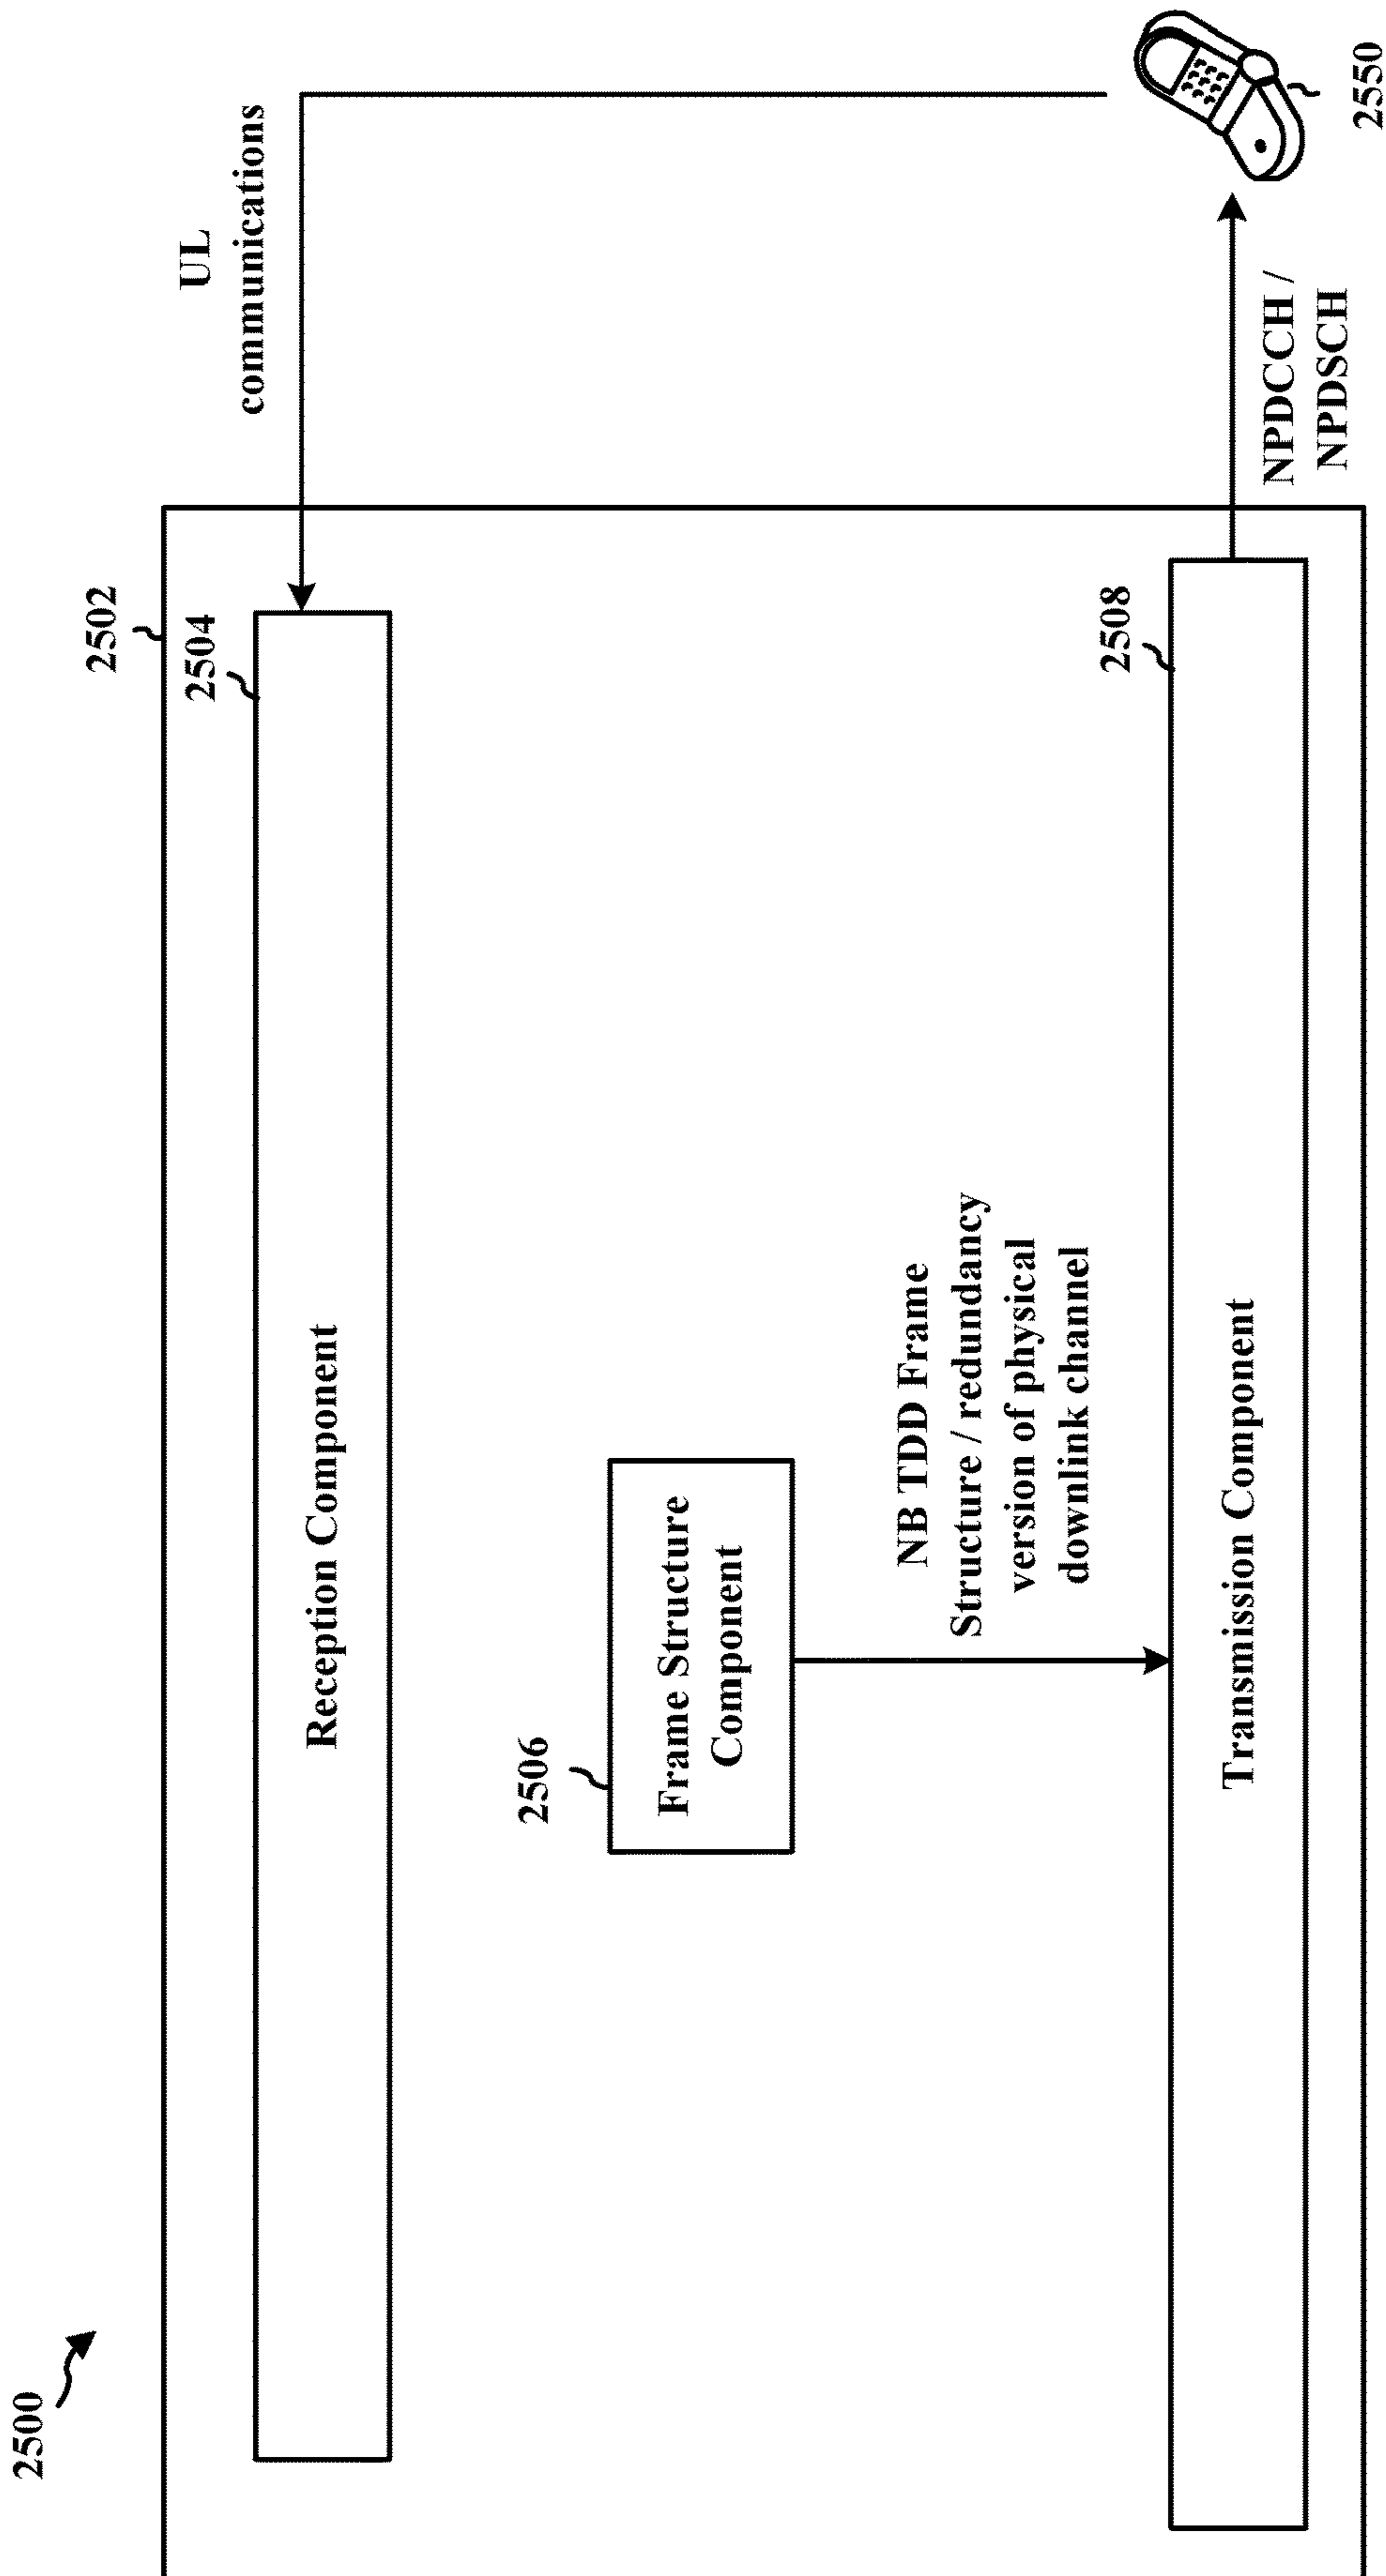 2500
2502
2504
Reception Component
UL
communications
2506
Frame Structure
Component
NB TDD Frame
Structure / redundancy
version of physical
downlink channel
2508
Transmission Component
NPDCCH /
NPDSCH
2550